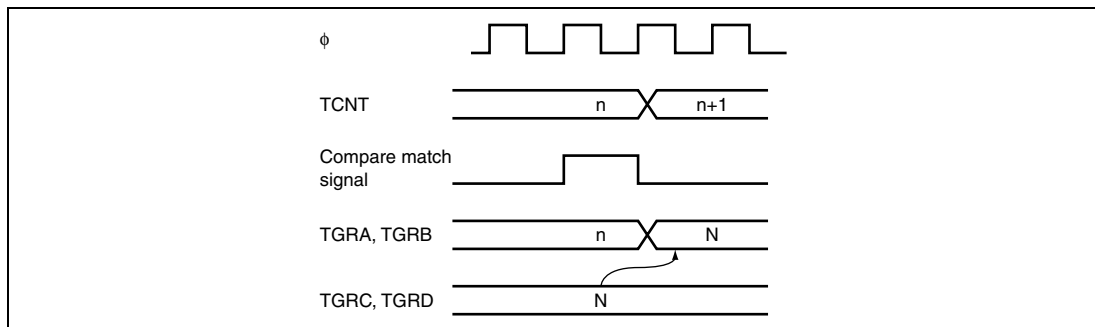 ϕ
TCNT n n+1
Compare match
signal
TGRA, TGRB n N
TGRC, TGRD N